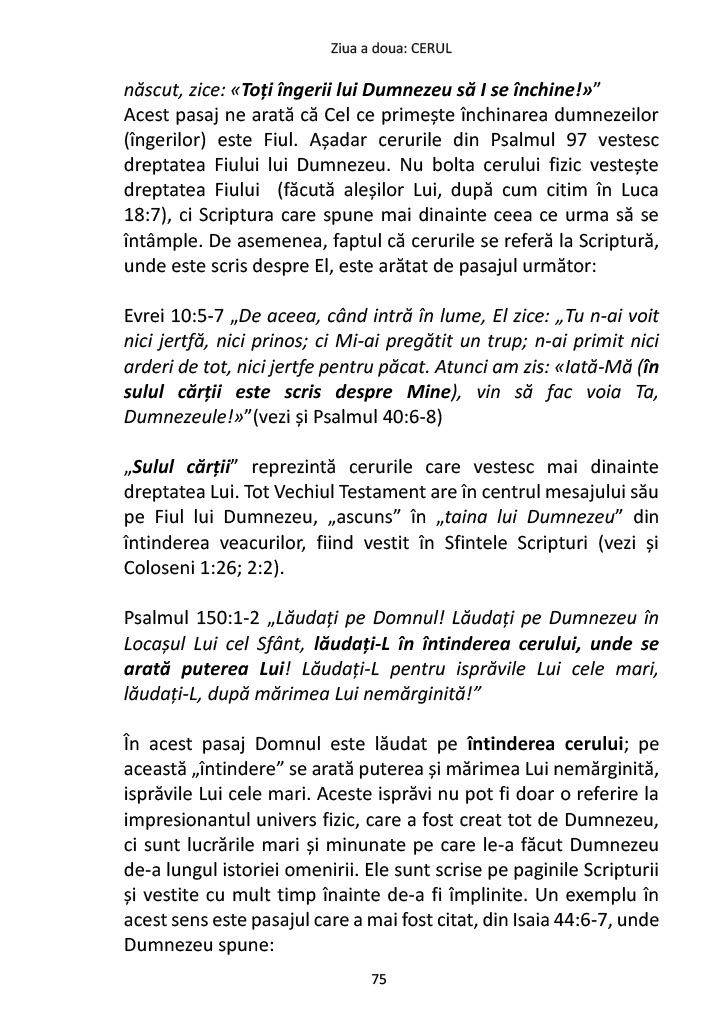 Ziua a doua: CERUL
născut, zice: «Toți îngerii lui Dumnezeu să I se închine!»”
Acest pasaj ne arată că Cel ce primește închinarea dumnezeilor
(îngerilor) este Fiul. Așadar cerurile din Psalmul 97 vestesc
dreptatea Fiului lui Dumnezeu. Nu bolta cerului fizic vestește
dreptatea Fiului (făcută aleșilor Lui, după cum citim în Luca
18:7), ci Scriptura care spune mai dinainte ceea ce urma să se
întâmple. De asemenea, faptul că cerurile se referă la Scriptură,
unde este scris despre El, este arătat de pasajul următor:
Evrei 10:5-7 „De aceea, când intră în lume, El zice: „Tu n-ai voit
nici jertfă, nici prinos; ci Mi-ai pregătit un trup; n-ai primit nici
arderi de tot, nici jertfe pentru păcat. Atunci am zis: «Iată-Mă (în
sulul cărții este scris despre Mine), vin să fac voia Ta,
Dumnezeule!»”(vezi și Psalmul 40:6-8)
„Sulul cărții” reprezintă cerurile care vestesc mai dinainte
dreptatea Lui. Tot Vechiul Testament are în centrul mesajului său
pe Fiul lui Dumnezeu, „ascuns” în „taina lui Dumnezeu” din
întinderea veacurilor, fiind vestit în Sfintele Scripturi (vezi și
Coloseni 1:26; 2:2).
Psalmul 150:1-2 „Lăudați pe Domnul! Lăudați pe Dumnezeu în
Locașul Lui cel Sfânt, lăudați-L în întinderea cerului, unde se
arată puterea Lui! Lăudați-L pentru isprăvile Lui cele mari,
lăudați-L, după mărimea Lui nemărginită!”
În acest pasaj Domnul este lăudat pe întinderea cerului; pe
această „întindere” se arată puterea și mărimea Lui nemărginită,
isprăvile Lui cele mari. Aceste isprăvi nu pot fi doar o referire la
impresionantul univers fizic, care a fost creat tot de Dumnezeu,
ci sunt lucrările mari și minunate pe care le-a făcut Dumnezeu
de-a lungul istoriei omenirii. Ele sunt scrise pe paginile Scripturii
și vestite cu mult timp înainte de-a fi împlinite. Un exemplu în
acest sens este pasajul care a mai fost citat, din Isaia 44:6-7, unde
Dumnezeu spune:
75